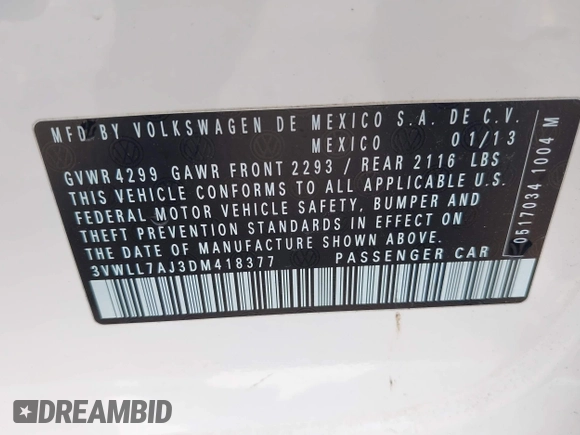 MFD BY VOLKSWAGEN DE MEXICO S.A. DE C.V.
MEXICO 01/13
GVWR 4299 GAWR FRONT 2293 / REAR 2116 LBS
THIS VEHICLE CONFORMS TO ALL APPLICABLE U.S.
FEDERAL MOTOR VEHICLE SAFETY, BUMPER AND
THEFT PREVENTION STANDARDS IN EFFECT ON
THE DATE OF MANUFACTURE SHOWN ABOVE.
3VWLL7AJ3DM418377 PASSENGER CAR
0517034 1004 M
DREAMBID